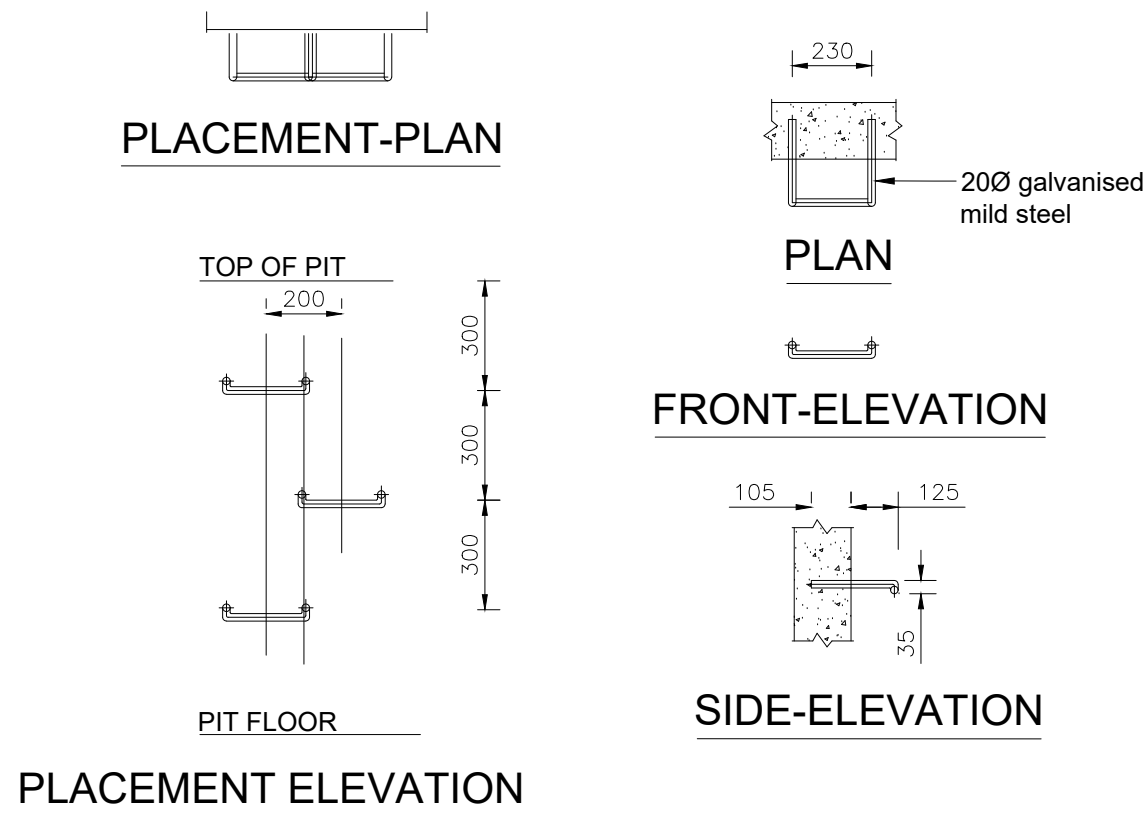 PLACEMENT-PLAN
TOP OF PIT
200
300
300
300
PIT FLOOR
PLACEMENT ELEVATION
230
20Ø galvanised
mild steel
PLAN
FRONT-ELEVATION
105
125
35
SIDE-ELEVATION